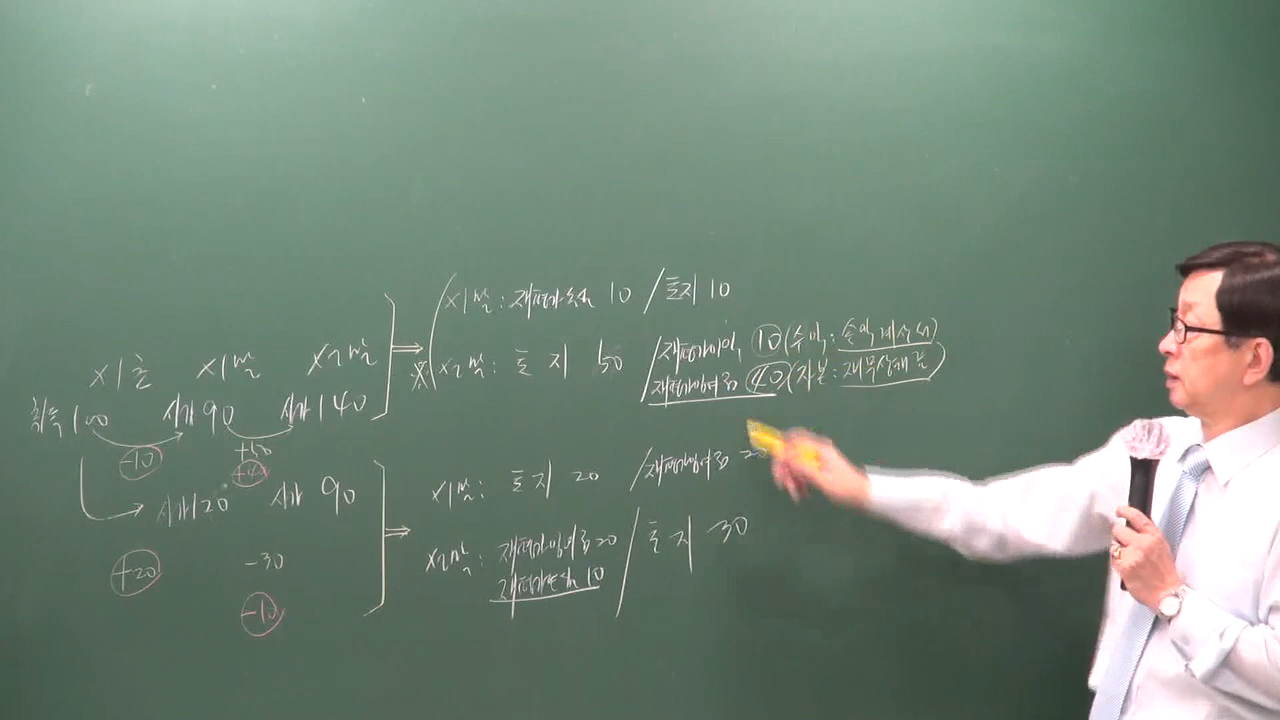 X1초 X1말 X2말
취득 100 시가 90 시가 140
-10 +50
+40
시가 120 시가 90
+20 -30
-10
X1말: 재평가손실 10 / 토지 10
※ X2말: 토지 50 / 재평가이익 10 (수익: 손익계산서)
재평가잉여금 40 (자본: 재무상태표)
X1말: 토지 20 / 재평가잉여금
X2말: 재평가잉여금 20 / 토지 30
재평가손실 10